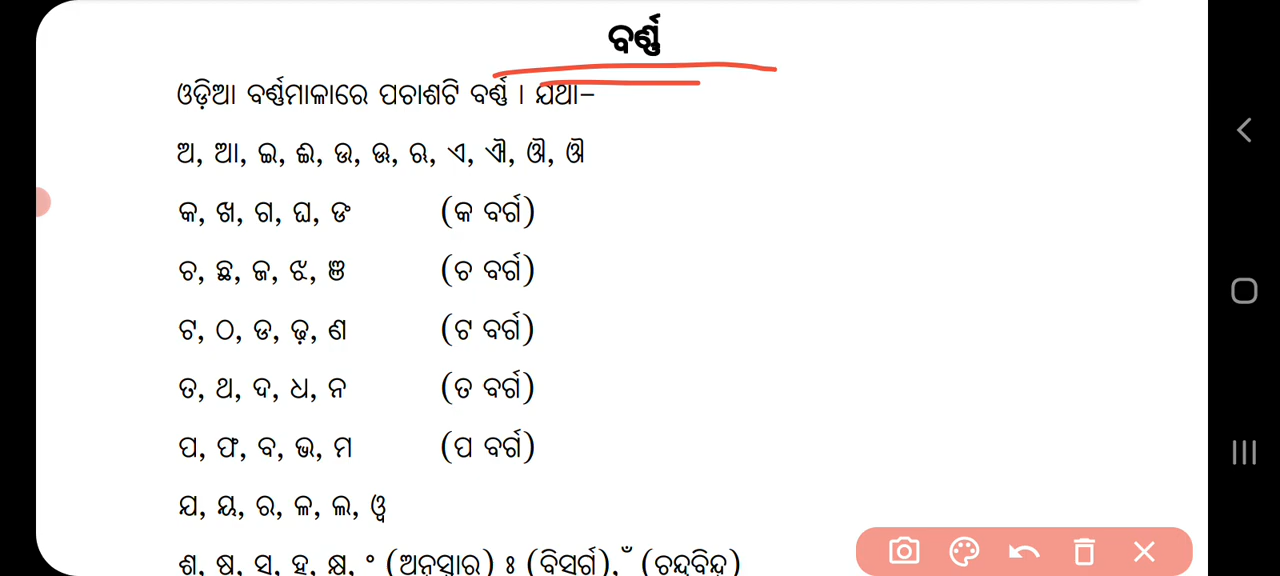 ବର୍ଣ୍ଣ
ଓଡ଼ିଆ ବର୍ଣ୍ଣମାଳାରେ ପଚାଶଟି ବର୍ଣ୍ଣ । ଯଥା–
ଅ, ଆ, ଇ, ଈ, ଉ, ଊ, ଋ, ଏ, ଐ, ଔ, ଔ
କ, ଖ, ଗ, ଘ, ଙ (କ ବର୍ଗ)
ଚ, ଛ, ଜ, ଝ, ଞ (ଚ ବର୍ଗ)
ଟ, ଠ, ଡ, ଢ଼, ଣ (ଟ ବର୍ଗ)
ତ, ଥ, ଦ, ଧ, ନ (ତ ବର୍ଗ)
ପ, ଫ, ବ, ଭ, ମ (ପ ବର୍ଗ)
ଯ, ୟ, ର, ଳ, ଲ, ୱ
ଶ, ଷ, ସ, ହ, କ୍ଷ, ଂ (ଅନୁସ୍ୱାର) ଃ (ବିସର୍ଗ), ଁ (ଚନ୍ଦ୍ରବିନ୍ଦୁ)